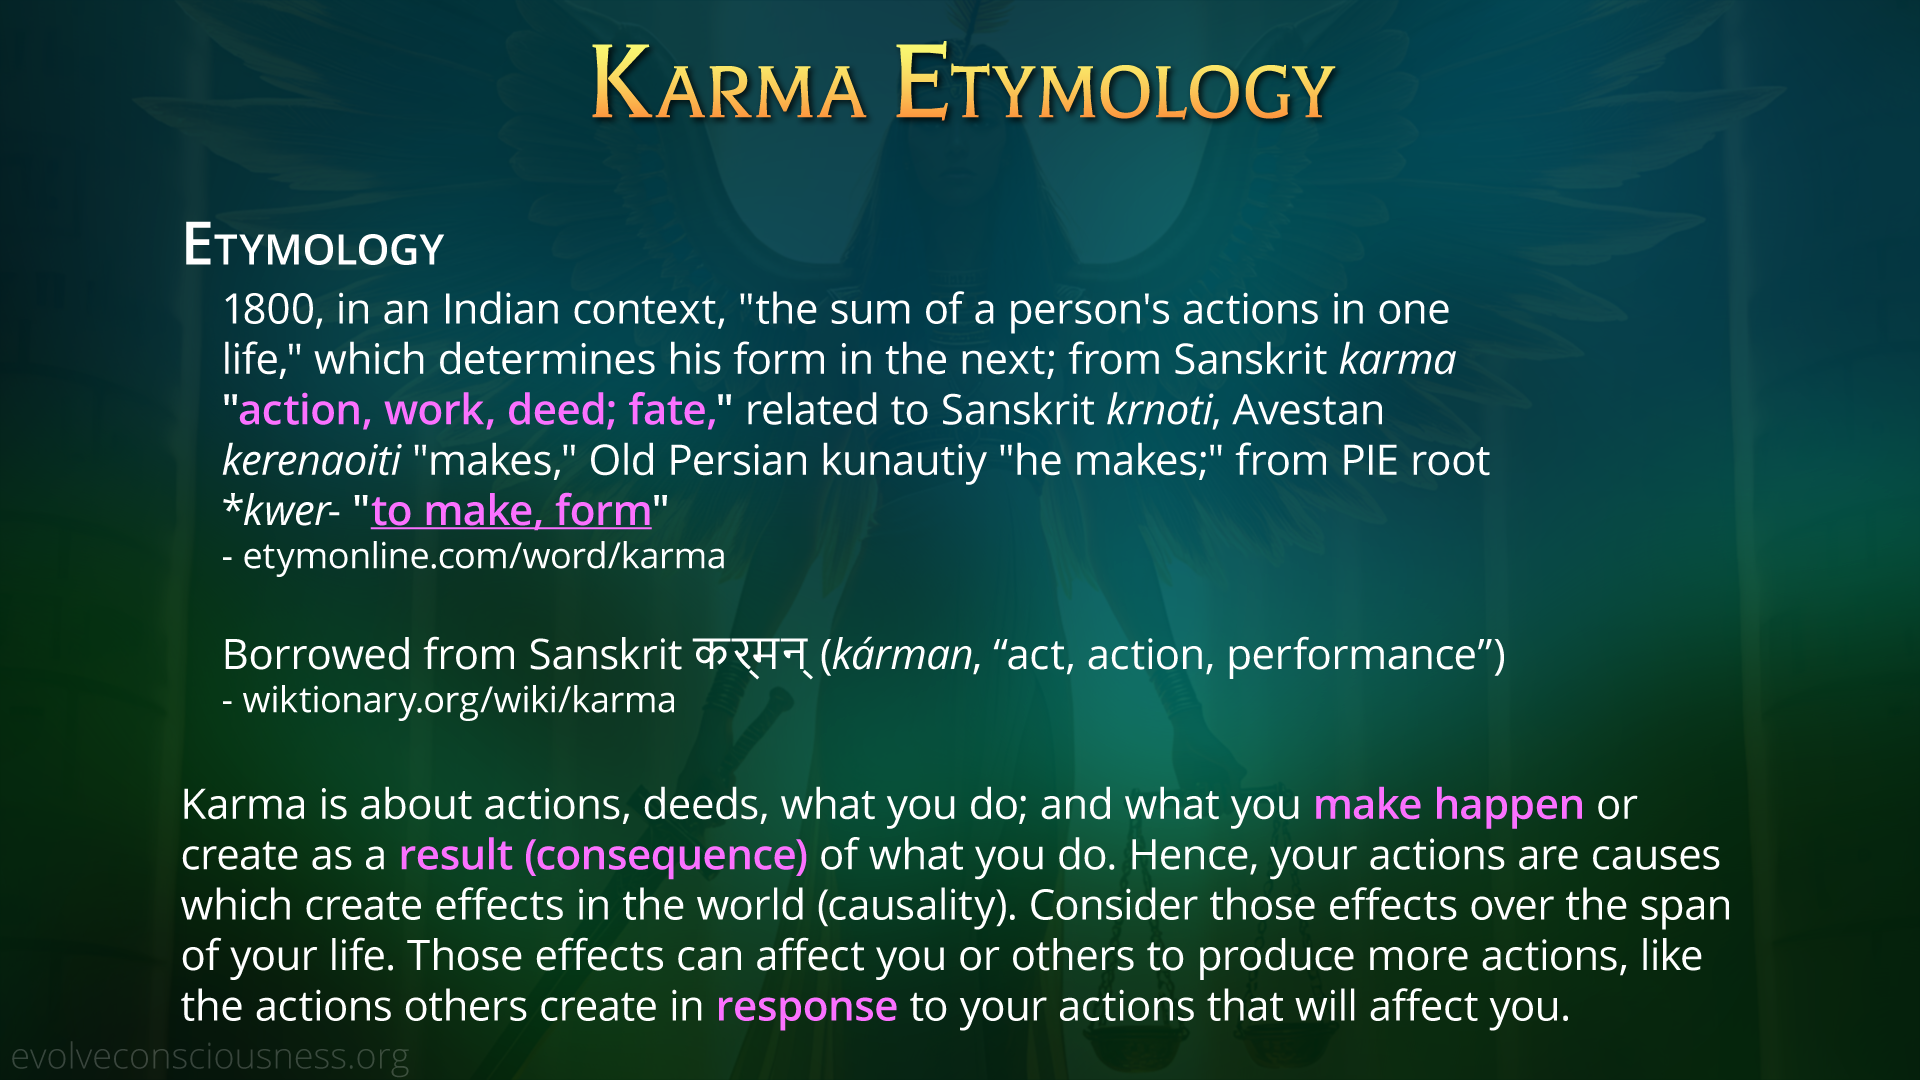 Karma Etymology
Etymology
1800, in an Indian context, "the sum of a person's actions in one
life," which determines his form in the next; from Sanskrit karma
"action, work, deed; fate," related to Sanskrit krnoti, Avestan
kerenaoiti "makes," Old Persian kunautiy "he makes;" from PIE root
*kwer- "to make, form"
- etymonline.com/word/karma
Borrowed from Sanskrit कर्मन् (kárman, “act, action, performance”)
- wiktionary.org/wiki/karma
Karma is about actions, deeds, what you do; and what you make happen or
create as a result (consequence) of what you do. Hence, your actions are causes
which create effects in the world (causality). Consider those effects over the span
of your life. Those effects can affect you or others to produce more actions, like
the actions others create in response to your actions that will affect you.
evolveconsciousness.org